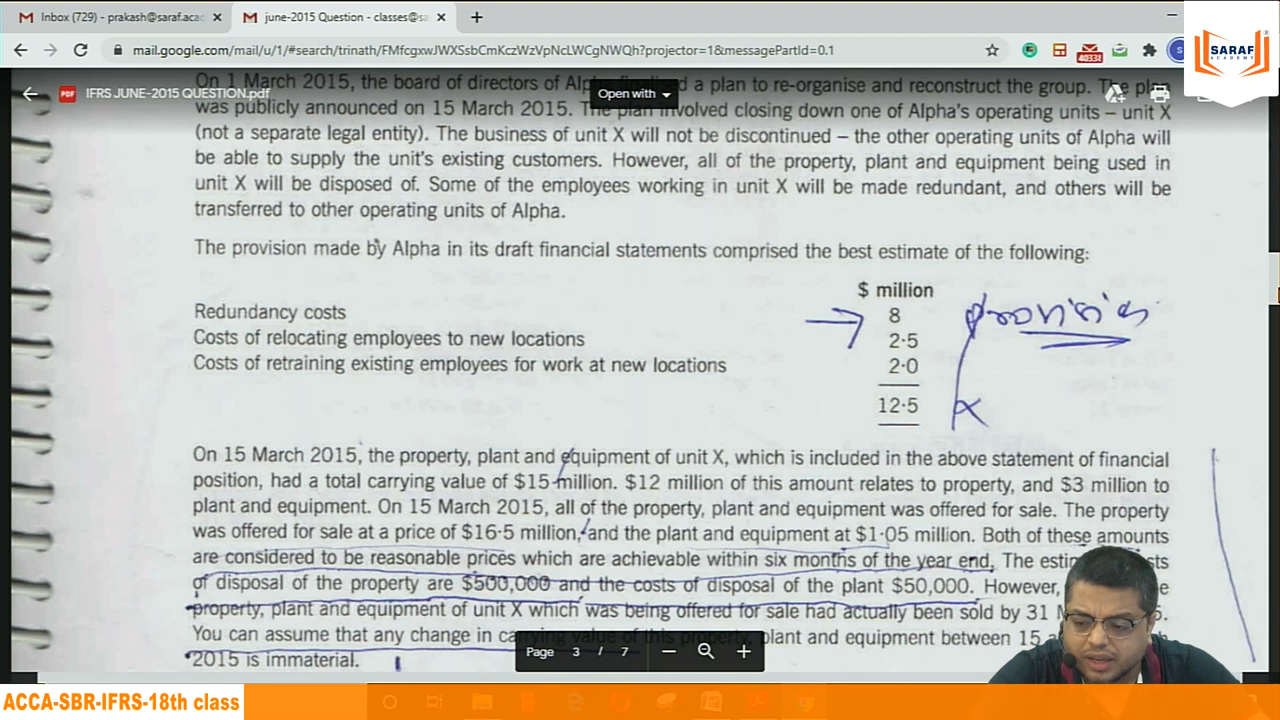 Inbox (729) - prakash@saraf.aca
june-2015 Question - classes@sa
mail.google.com/mail/u/1/#search/trinath/FMfcgxwJWXSsbCmKczWzVpNcLWCgNWQh?projector=1&messagePartId=0.1
40331
S
SARAF
ACADEMY
PDF
IFRS JUNE-2015 QUESTION.pdf
Open with
On 1 March 2015, the board of directors of a plan to re-organise and reconstruct the group. The plan
was publicly announced on 15 March 2015. The plan involved closing down one of Alpha's operating units – unit X
(not a separate legal entity). The business of unit X will not be discontinued – the other operating units of Alpha will
be able to supply the unit's existing customers. However, all of the property, plant and equipment being used in
unit X will be disposed of. Some of the employees working in unit X will be made redundant, and others will be
transferred to other operating units of Alpha.
The provision made by Alpha in its draft financial statements comprised the best estimate of the following:
$ million
Redundancy costs 8
Costs of relocating employees to new locations 2·5
Costs of retraining existing employees for work at new locations 2·0
12·5
provision
On 15 March 2015, the property, plant and equipment of unit X, which is included in the above statement of financial
position, had a total carrying value of $15 million. $12 million of this amount relates to property, and $3 million to
plant and equipment. On 15 March 2015, all of the property, plant and equipment was offered for sale. The property
was offered for sale at a price of $16·5 million, and the plant and equipment at $1·05 million. Both of these amounts
are considered to be reasonable prices which are achievable within six months of the year end. The
of disposal of the property are $500,000 and the costs of disposal of the plant $50,000. However,
property, plant and equipment of unit X which was being offered for sale had actually been sold by 31
You can assume that any change in carrying value of this property, plant and equipment between 15
2015 is immaterial.
Page 3 / 7
ACCA-SBR-IFRS-18th class